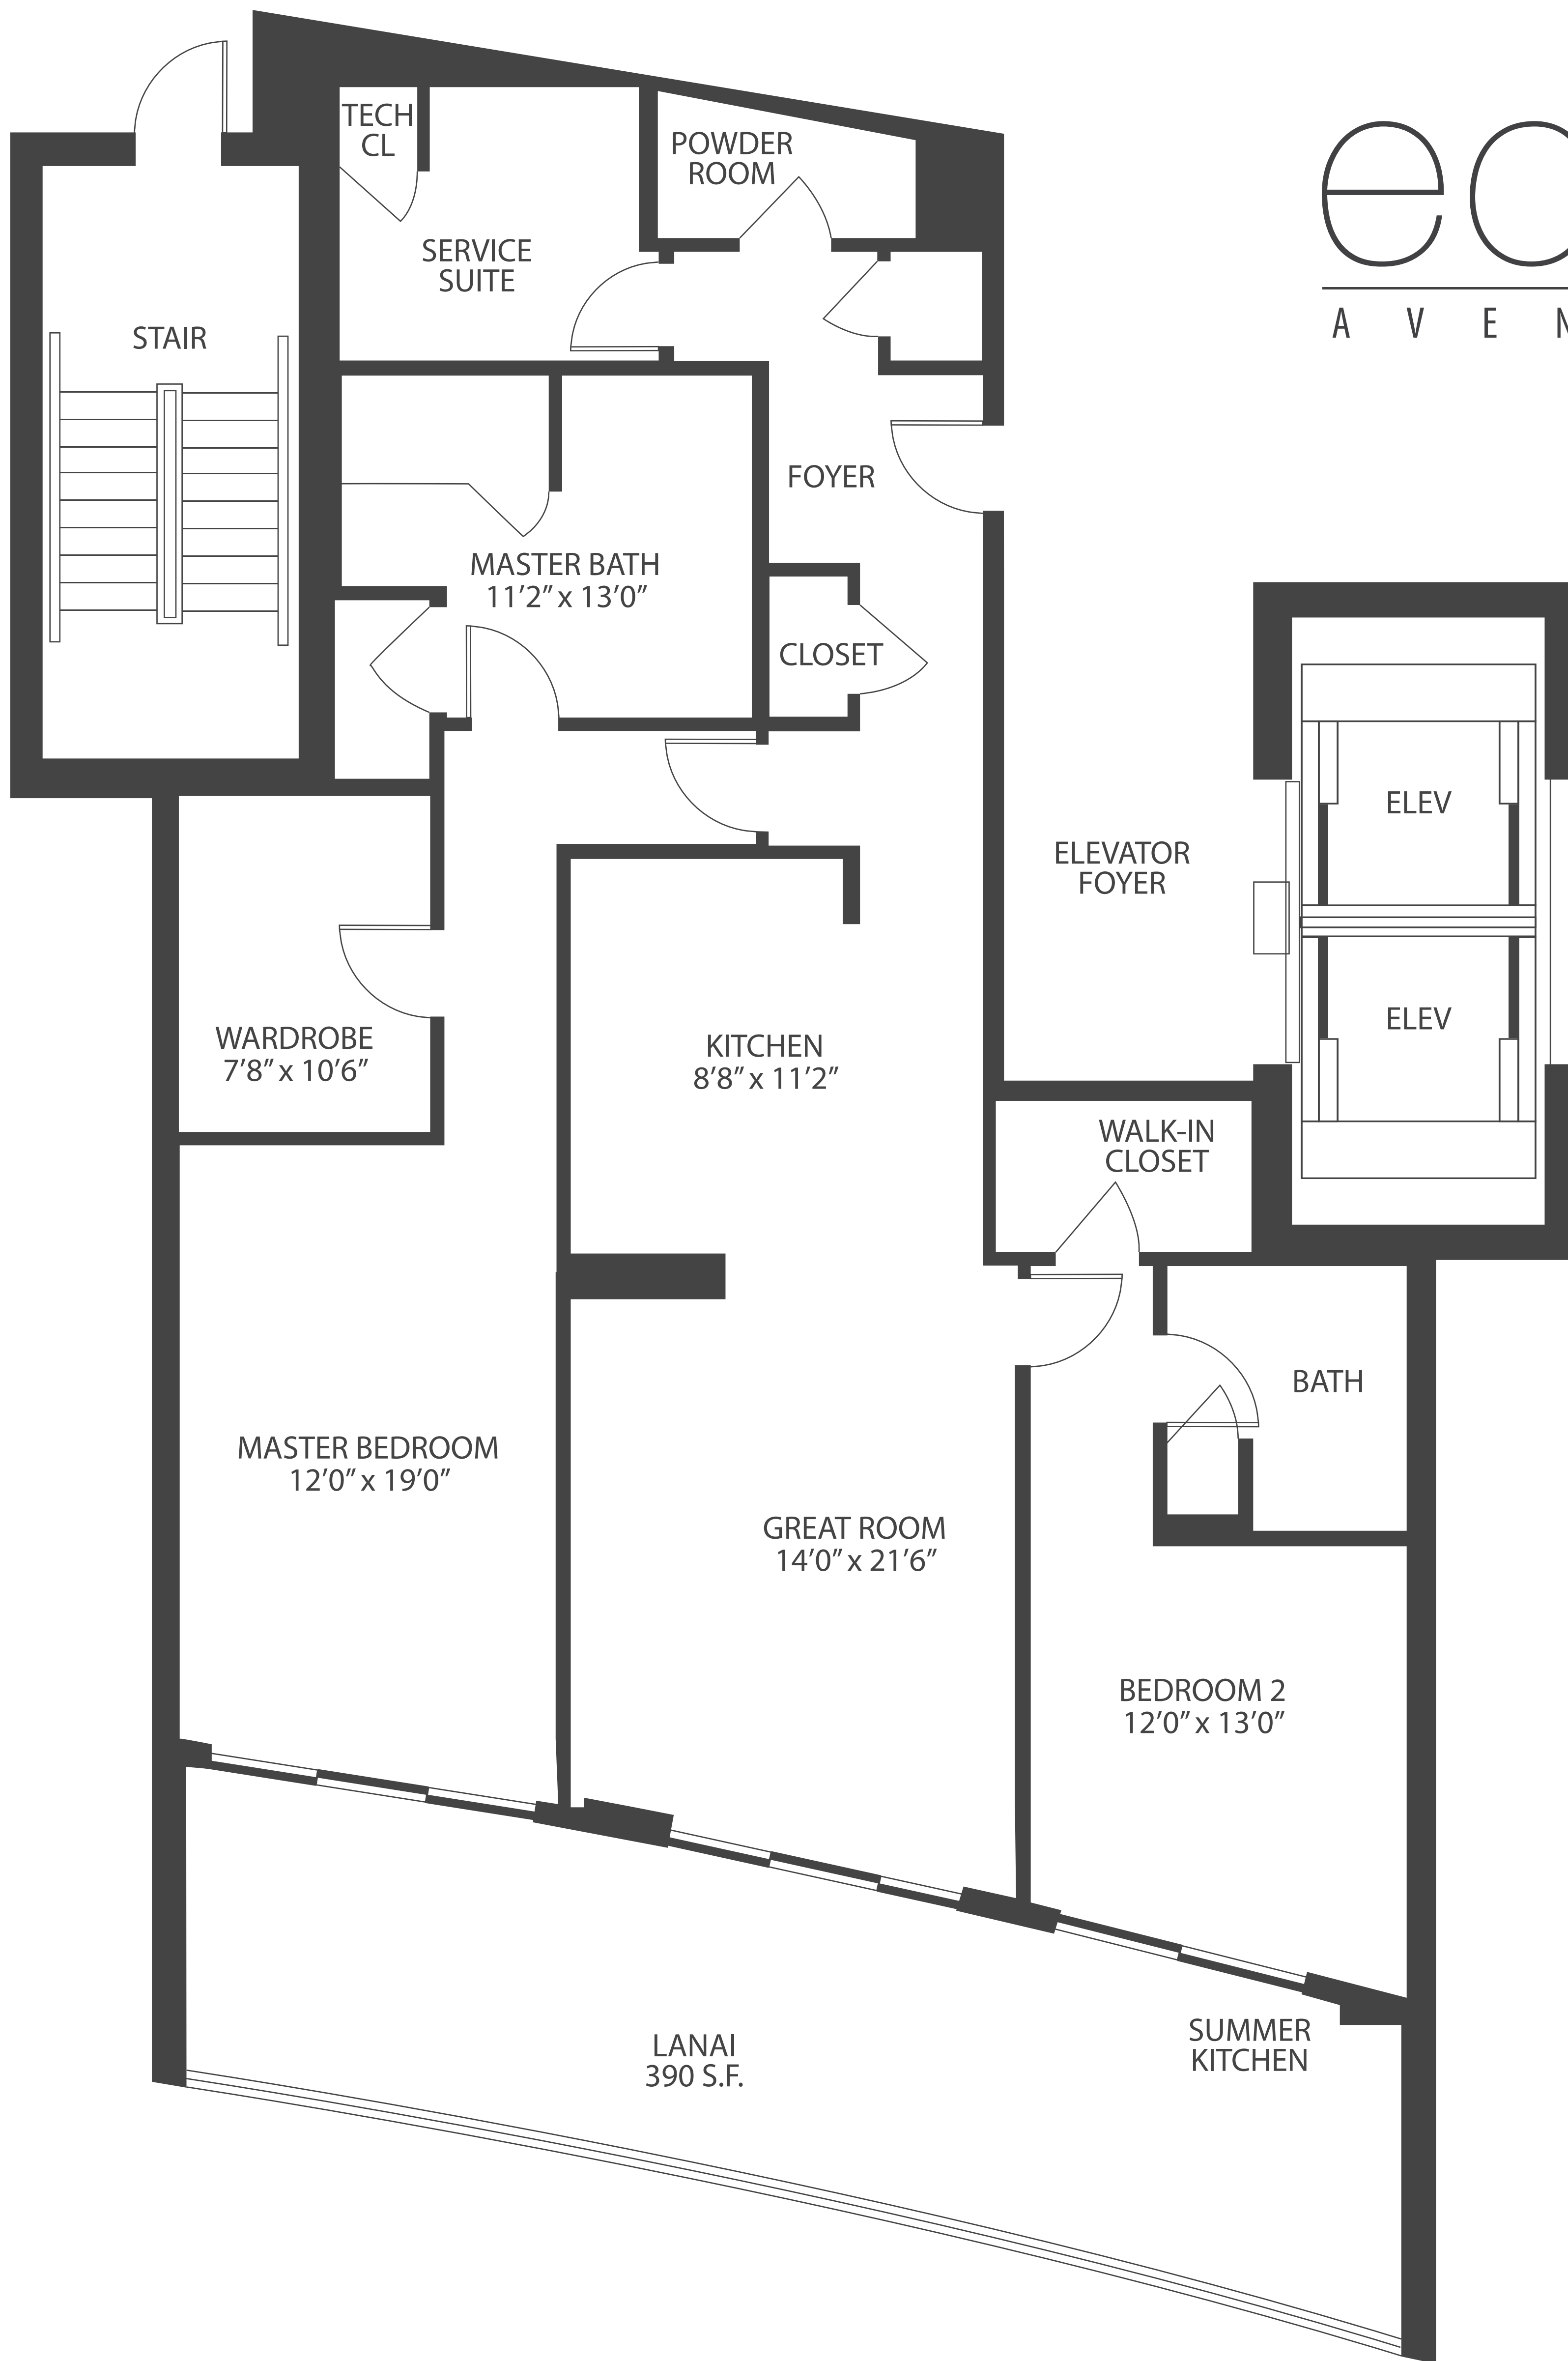 TECH
CL
POWDER
ROOM
SERVICE
SUITE
STAIR
FOYER
MASTER BATH
11’2” x 13’0”
CLOSET
ELEV
ELEVATOR
FOYER
ELEV
WARDROBE
7’8” x 10’6”
KITCHEN
8’8” x 11’2”
WALK-IN
CLOSET
BATH
MASTER BEDROOM
12’0” x 19’0”
GREAT ROOM
14’0” x 21’6”
BEDROOM 2
12’0” x 13’0”
SUMMER
KITCHEN
LANAI
390 S.F.